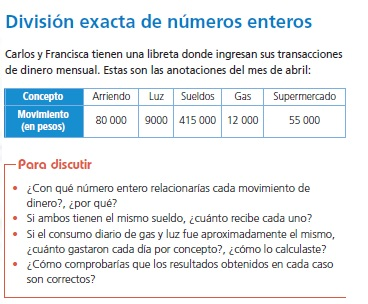 División exacta de números enteros
Carlos y Francisca tienen una libreta donde ingresan sus transacciones
de dinero mensual. Estas son las anotaciones del mes de abril:
Concepto Arriendo Luz Sueldos Gas Supermercado
Movimiento
(en pesos) 80 000 9000 415 000 12 000 55 000
Para discutir
• ¿Con qué número entero relacionarías cada movimiento de
dinero?, ¿por qué?
• Si ambos tienen el mismo sueldo, ¿cuánto recibe cada uno?
• Si el consumo diario de gas y luz fue aproximadamente el mismo,
¿cuánto gastaron cada día por concepto?, ¿cómo lo calculaste?
• ¿Cómo comprobarías que los resultados obtenidos en cada caso
son correctos?